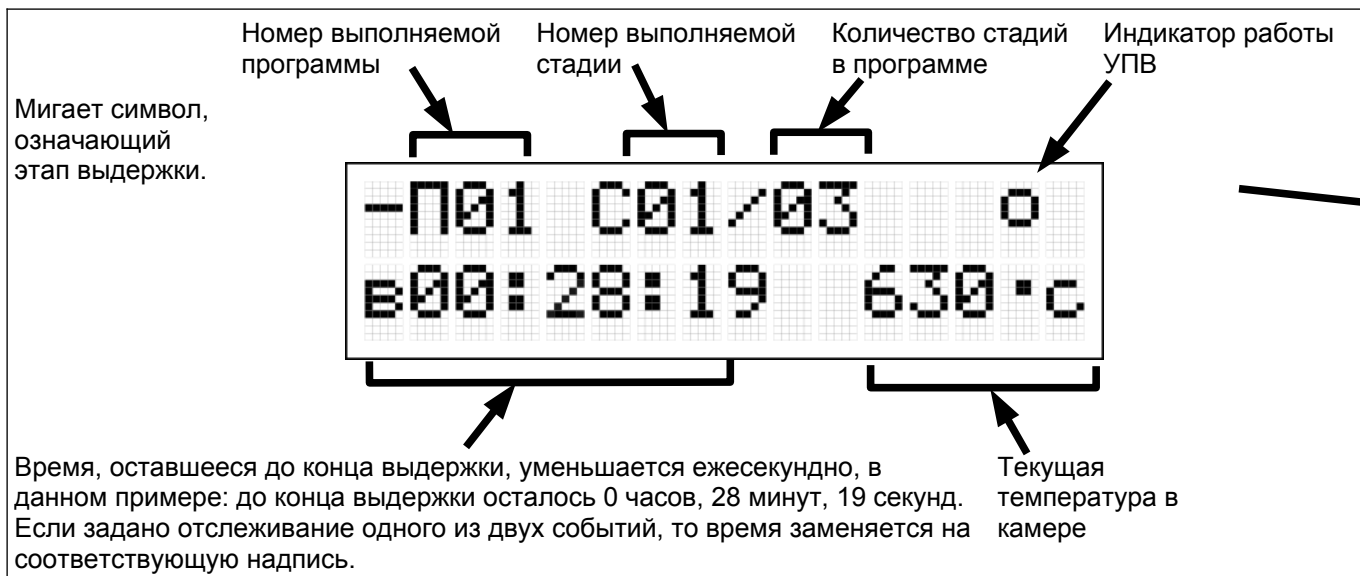 Номер выполняемой
программы
Номер выполняемой
стадии
Количество стадий
в программе
Индикатор работы
УПВ
Мигает символ,
означающий
этап выдержки.
-П01 С01/03 o
в00:28:19 630·с
Время, оставшееся до конца выдержки, уменьшается ежесекундно, в
данном примере: до конца выдержки осталось 0 часов, 28 минут, 19 секунд.
Если задано отслеживание одного из двух событий, то время заменяется на
соответствующую надпись.
Текущая
температура в
камере